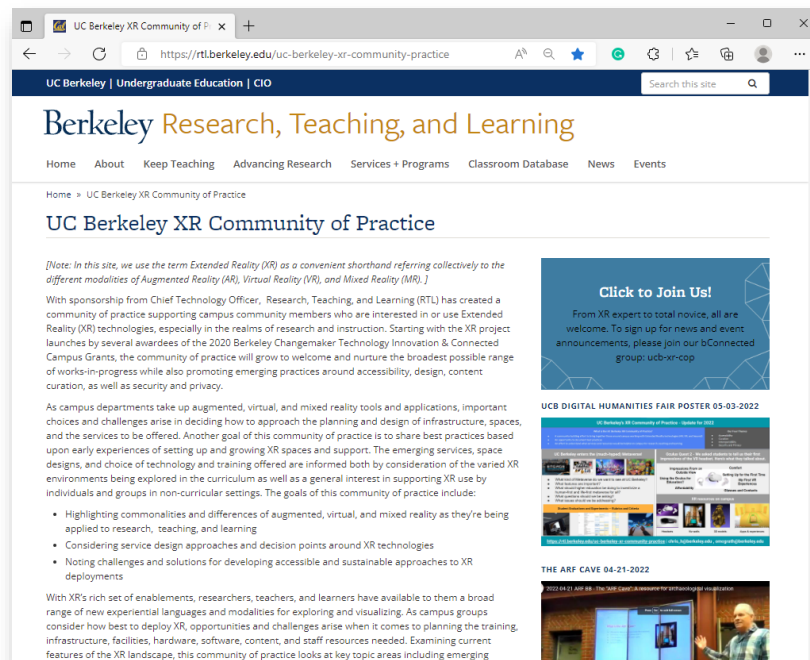 UC Berkeley XR Community of Pr
https://rtl.berkeley.edu/uc-berkeley-xr-community-practice
UC Berkeley | Undergraduate Education | CIO
Search this site
Berkeley Research, Teaching, and Learning
Home About Keep Teaching Advancing Research Services + Programs Classroom Database News Events
Home » UC Berkeley XR Community of Practice
UC Berkeley XR Community of Practice
[Note: In this site, we use the term Extended Reality (XR) as a convenient shorthand referring collectively to the
different modalities of Augmented Reality (AR), Virtual Reality (VR), and Mixed Reality (MR). ]
With sponsorship from Chief Technology Officer, Research, Teaching, and Learning (RTL) has created a
community of practice supporting campus community members who are interested in or use Extended
Reality (XR) technologies, especially in the realms of research and instruction. Starting with the XR project
launches by several awardees of the 2020 Berkeley Changemaker Technology Innovation & Connected
Campus Grants, the community of practice will grow to welcome and nurture the broadest possible range
of works-in-progress while also promoting emerging practices around accessibility, design, content
curation, as well as security and privacy.
As campus departments take up augmented, virtual, and mixed reality tools and applications, important
choices and challenges arise in deciding how to approach the planning and design of infrastructure, spaces,
and the services to be offered. Another goal of this community of practice is to share best practices based
upon early experiences of setting up and growing XR spaces and support. The emerging services, space
designs, and choice of technology and training offered are informed both by consideration of the varied XR
environments being explored in the curriculum as well as a general interest in supporting XR use by
individuals and groups in non-curricular settings. The goals of this community of practice include:
• Highlighting commonalities and differences of augmented, virtual, and mixed reality as they're being
applied to research, teaching, and learning
• Considering service design approaches and decision points around XR technologies
• Noting challenges and solutions for developing accessible and sustainable approaches to XR
deployments
With XR's rich set of enablements, researchers, teachers, and learners have available to them a broad
range of new experiential languages and modalities for exploring and visualizing. As campus groups
consider how best to deploy XR, opportunities and challenges arise when it comes to planning the training,
infrastructure, facilities, hardware, software, content, and staff resources needed. Examining current
features of the XR landscape, this community of practice looks at key topic areas including emerging
Click to Join Us!
From XR expert to total novice, all are
welcome. To sign up for news and event
announcements, please join our bConnected
group: ucb-xr-cop
UCB DIGITAL HUMANITIES FAIR POSTER 05-03-2022
UC Berkeley's XR Community of Practice - Update for 2022
THE ARF CAVE 04-21-2022
2022-04-21 ARF BB - The "ARF Cave": A resource for archaeological visualization